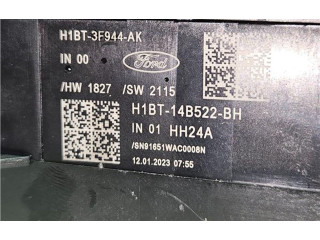 H1BT-3F944-AK
IN 00
Ford
/HW 1827 /SW 2115
H1BT-14B522-BH
IN 01 HH24A
/SN91651WAC0008N
12.01.2023 07:55